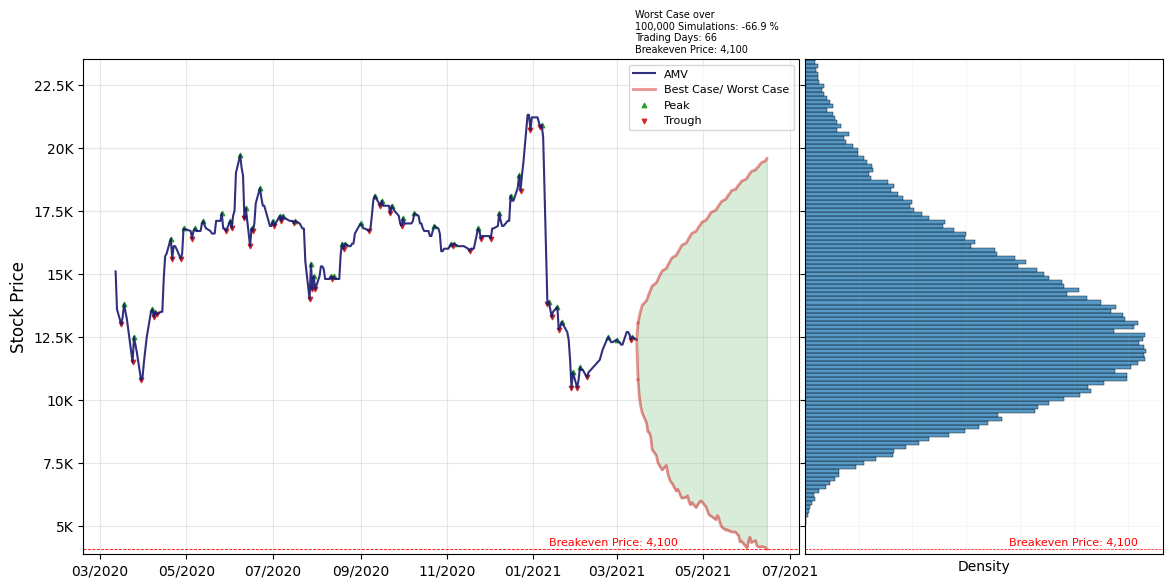 Worst Case over
100,000 Simulations: -66.9 %
Trading Days: 66
Breakeven Price: 4,100
AMV
Best Case/ Worst Case
Peak
Trough
Stock Price
22.5K
20K
17.5K
15K
12.5K
10K
7.5K
5K
Breakeven Price: 4,100
Breakeven Price: 4,100
03/2020 05/2020 07/2020 09/2020 11/2020 01/2021 03/2021 05/2021 07/2021
Density